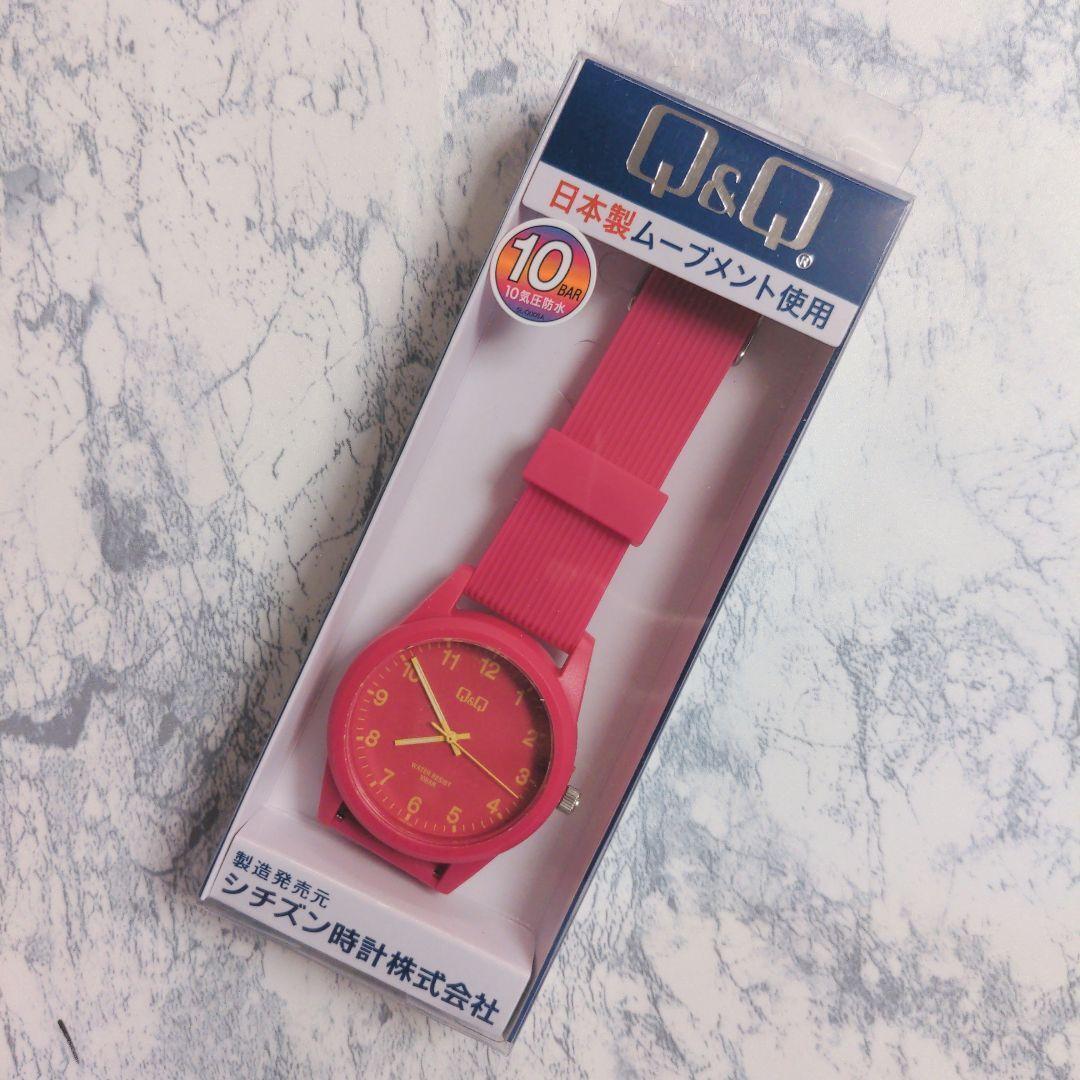 Q&Q®
日本製ムーブメント使用
10
BAR
10気圧防水
11 12 1
10 2
9 3
8 4
7 6 5
Q&Q
WATER RESIST
10BAR
製造発売元
シチズン時計株式会社